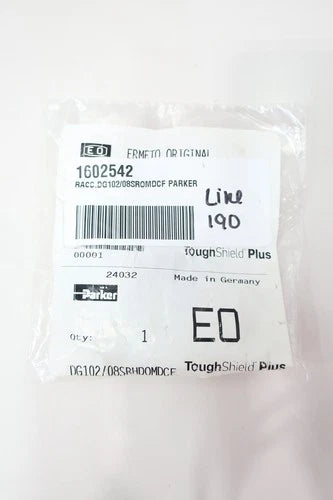 EO ERMETO ORIGINAL
1602542
RACC.DG102/08SROMDCF PARKER
Line
190
00001 ToughShield Plus
24032 Made in Germany
Parker
EO
Qty: 1
DG102/08SRHDOMDCF ToughShield Plus